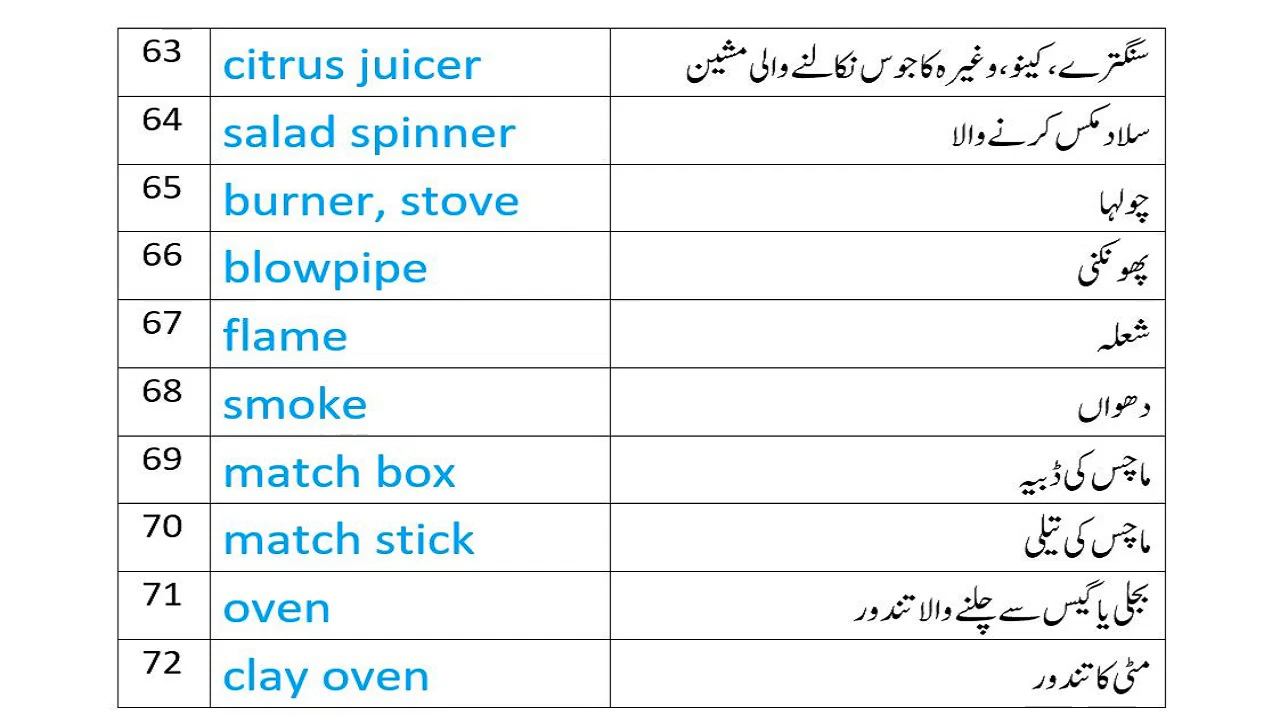 63 citrus juicer سنگترے، کینو، وغیرہ کا جوس نکالنے والی مشین
64 salad spinner سلاد مکس کرنے والا
65 burner, stove چولہا
66 blowpipe پھونکنی
67 flame شعلہ
68 smoke دھواں
69 match box ماچس کی ڈبیہ
70 match stick ماچس کی تیلی
71 oven بجلی یا گیس سے چلنے والا تندور
72 clay oven مٹی کا تندور